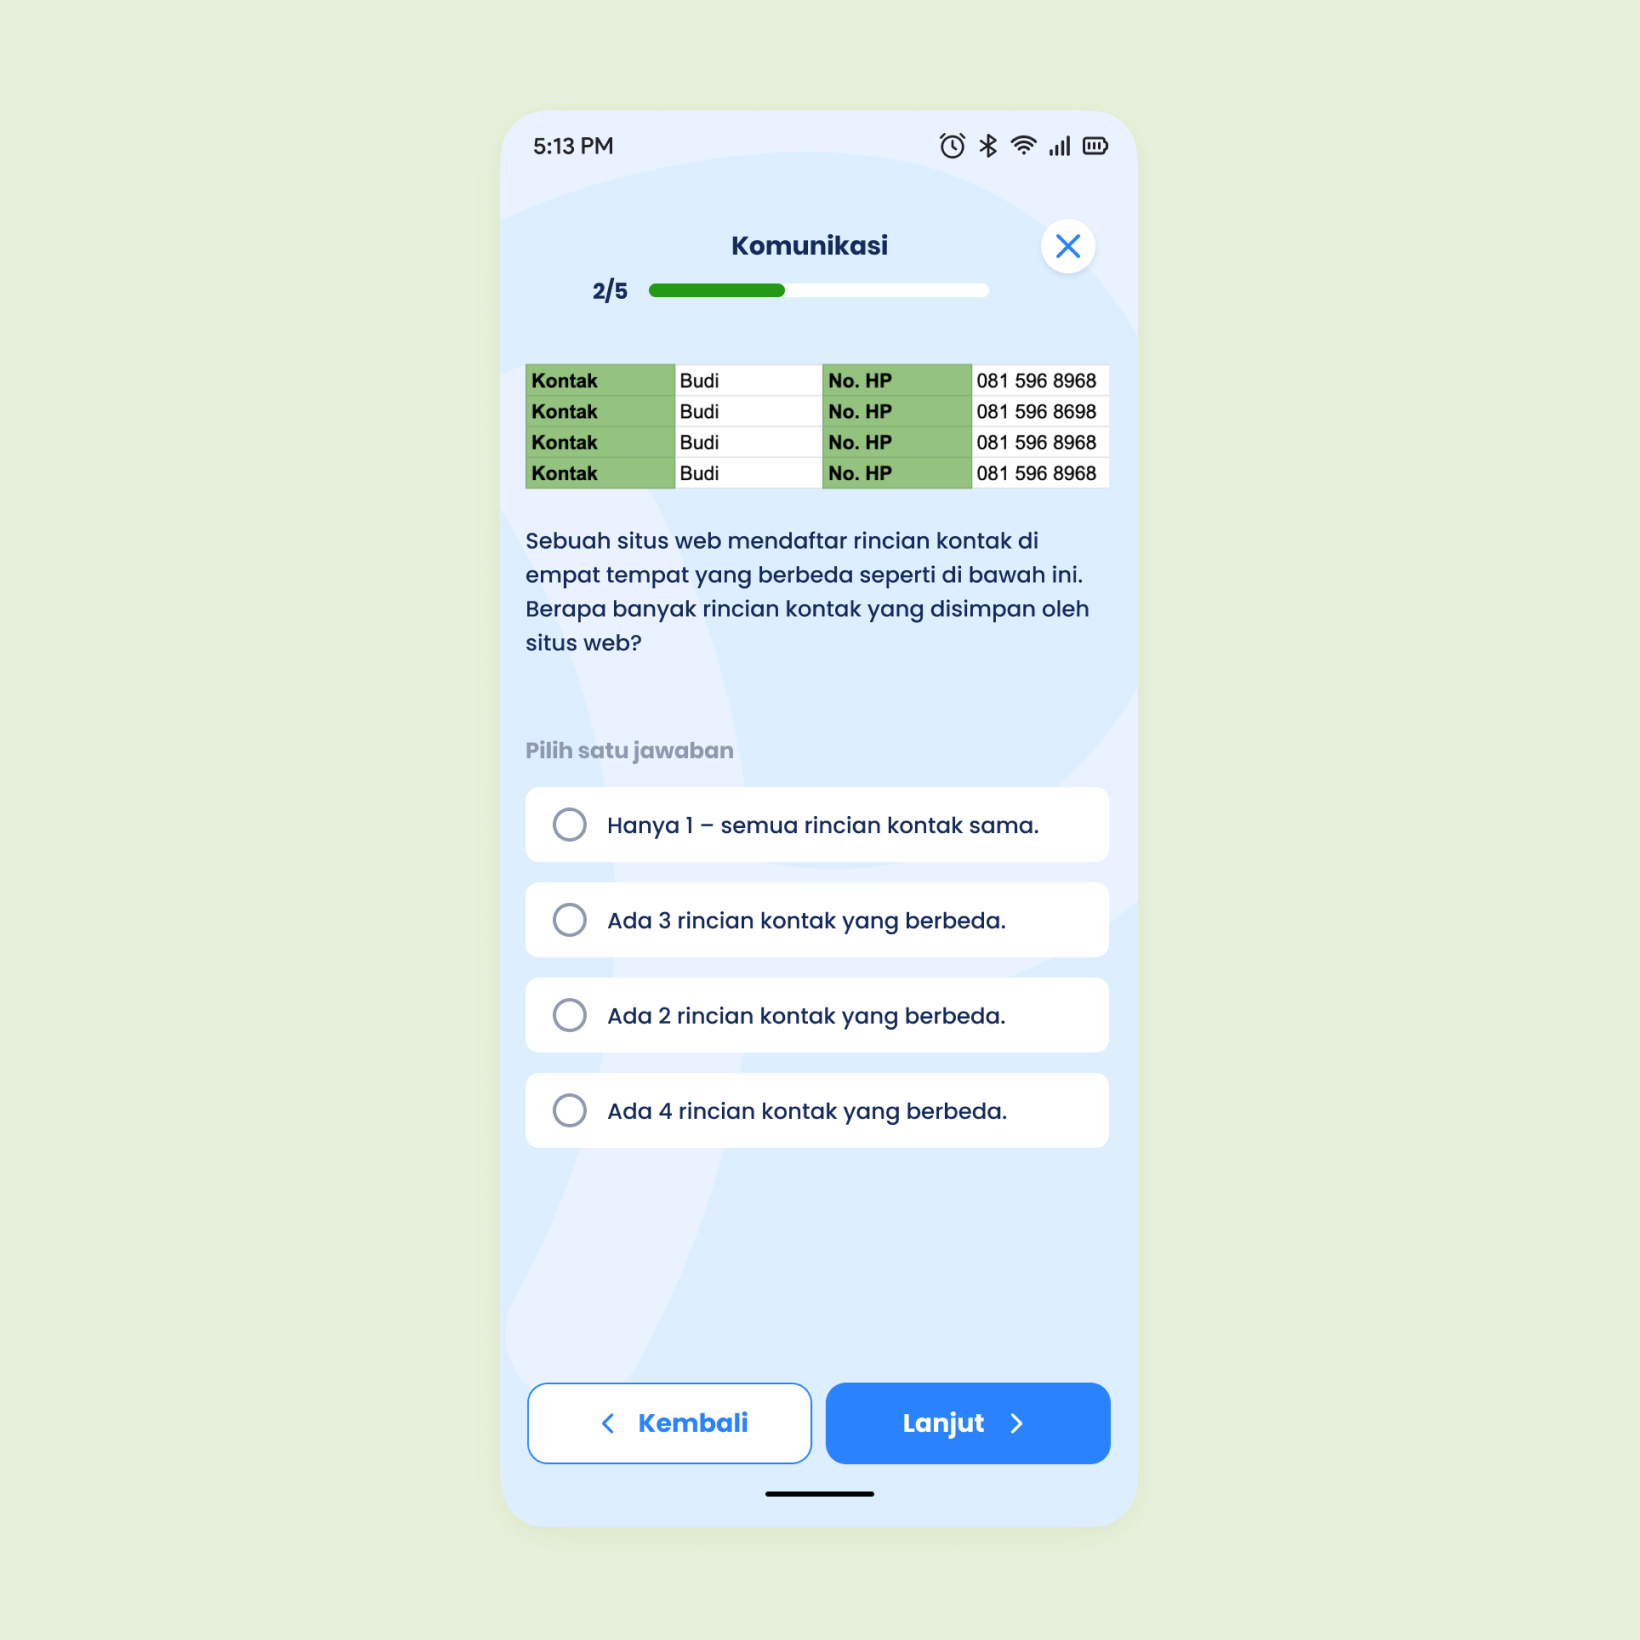 5:13 PM
Komunikasi
2/5
Kontak Budi No. HP 081 596 8968
Kontak Budi No. HP 081 596 8698
Kontak Budi No. HP 081 596 8968
Kontak Budi No. HP 081 596 8968
Sebuah situs web mendaftar rincian kontak di
empat tempat yang berbeda seperti di bawah ini.
Berapa banyak rincian kontak yang disimpan oleh
situs web?
Pilih satu jawaban
Hanya 1 – semua rincian kontak sama.
Ada 3 rincian kontak yang berbeda.
Ada 2 rincian kontak yang berbeda.
Ada 4 rincian kontak yang berbeda.
Kembali
Lanjut